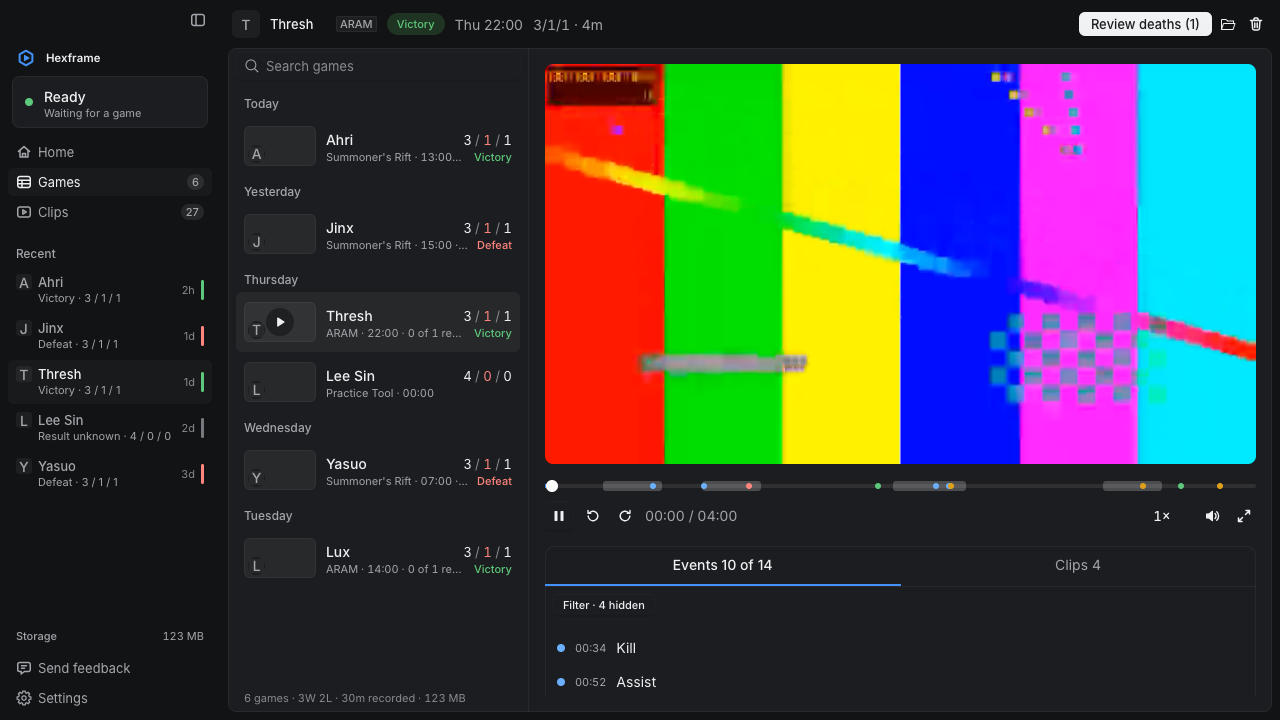 Hexframe
Ready
Waiting for a game
Home
Games 6
Clips 27
Recent
A Ahri 2h
Victory · 3 / 1 / 1
J Jinx 1d
Defeat · 3 / 1 / 1
T Thresh 1d
Victory · 3 / 1 / 1
L Lee Sin 2d
Result unknown · 4 / 0 / 0
Y Yasuo 3d
Defeat · 3 / 1 / 1
Storage 123 MB
Send feedback
Settings
T Thresh ARAM Victory Thu 22:00 3/1/1 · 4m
Review deaths (1)
Search games
Today
A Ahri 3 / 1 / 1
Summoner's Rift · 13:00... Victory
Yesterday
J Jinx 3 / 1 / 1
Summoner's Rift · 15:00 ·... Defeat
Thursday
T Thresh 3 / 1 / 1
ARAM · 22:00 · 0 of 1 re... Victory
L Lee Sin 4 / 0 / 0
Practice Tool · 00:00
Wednesday
Y Yasuo 3 / 1 / 1
Summoner's Rift · 07:00 ·... Defeat
Tuesday
L Lux 3 / 1 / 1
ARAM · 14:00 · 0 of 1 re... Victory
6 games · 3W 2L · 30m recorded · 123 MB
00:00 / 04:00
1×
Events 10 of 14
Clips 4
Filter · 4 hidden
00:34 Kill
00:52 Assist